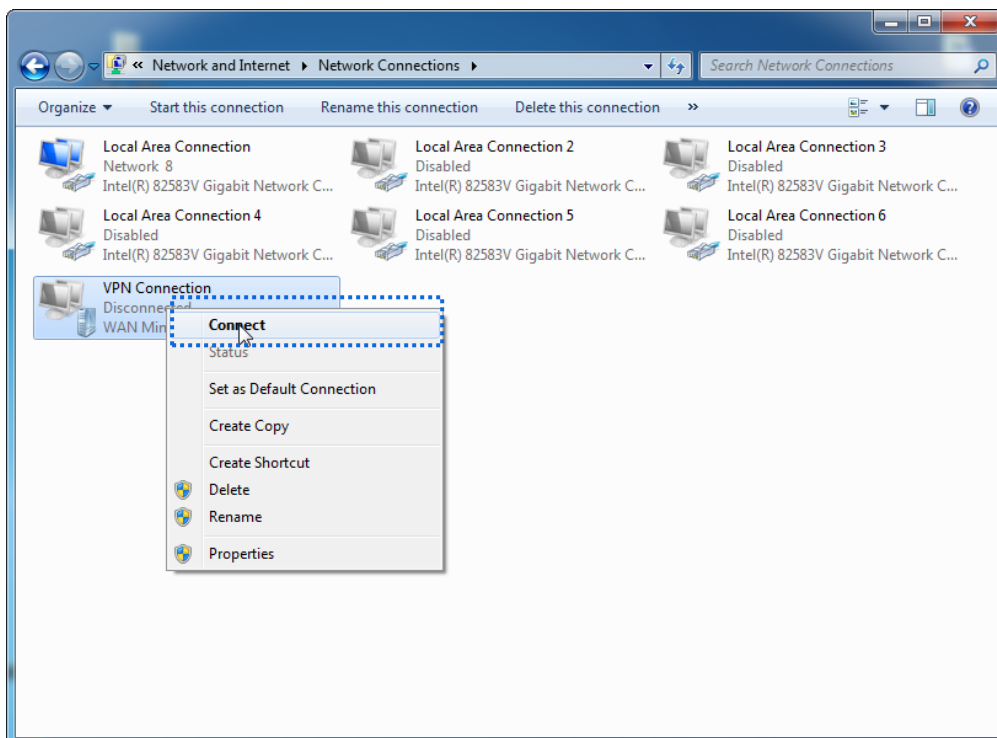 « Network and Internet Network Connections
Search Network Connections
Organize Start this connection Rename this connection Delete this connection »
Local Area Connection
Network 8
Intel(R) 82583V Gigabit Network C...
Local Area Connection 2
Disabled
Intel(R) 82583V Gigabit Network C...
Local Area Connection 3
Disabled
Intel(R) 82583V Gigabit Network C...
Local Area Connection 4
Disabled
Intel(R) 82583V Gigabit Network C...
Local Area Connection 5
Disabled
Intel(R) 82583V Gigabit Network C...
Local Area Connection 6
Disabled
Intel(R) 82583V Gigabit Network C...
VPN Connection
Disconnected
WAN Min
Connect
Status
Set as Default Connection
Create Copy
Create Shortcut
Delete
Rename
Properties